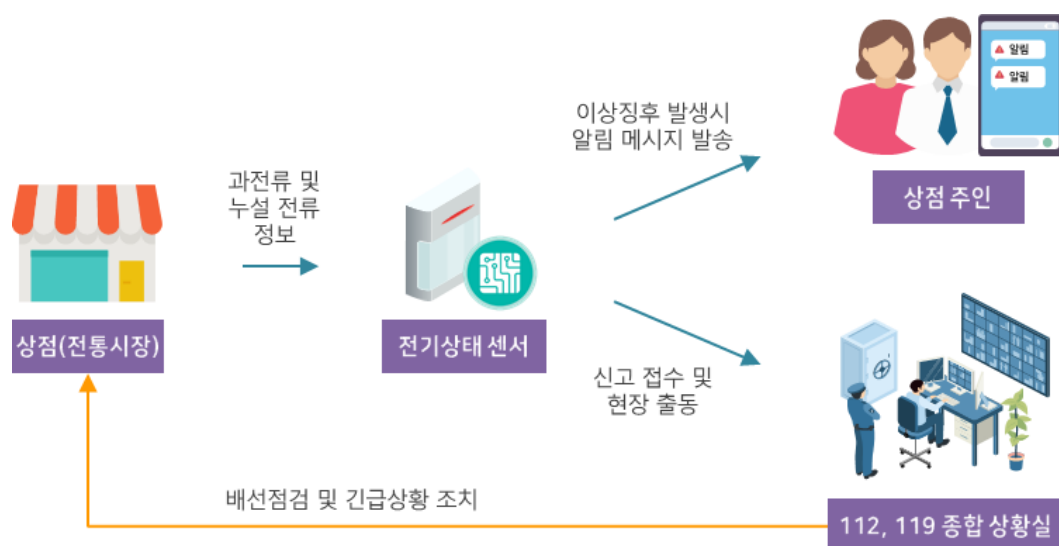 알림
알림
이상징후 발생시
알림 메시지 발송
상점 주인
과전류 및
누설 전류
정보
상점(전통시장)
전기상태 센서
신고 접수 및
현장 출동
배선점검 및 긴급상황 조치
112, 119 종합 상황실